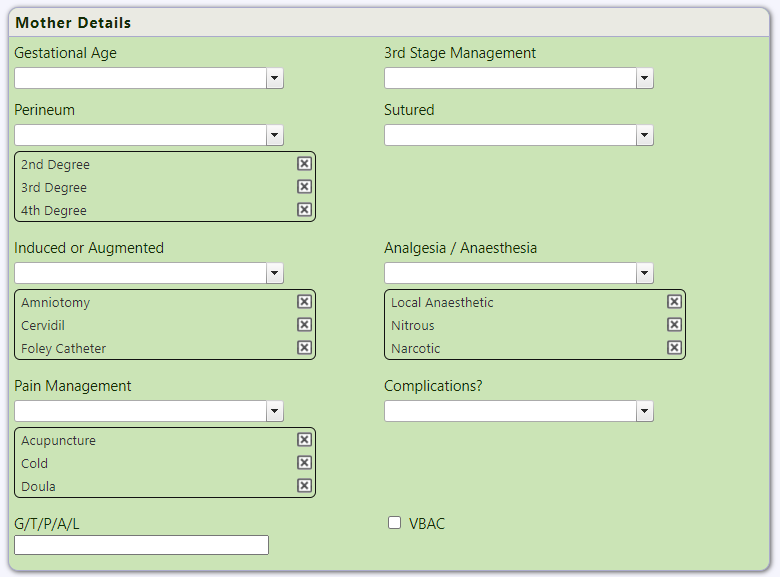 Mother Details
Gestational Age
3rd Stage Management
Perineum
Sutured
2nd Degree
3rd Degree
4th Degree
Induced or Augmented
Analgesia / Anaesthesia
Amniotomy
Cervidil
Foley Catheter
Local Anaesthetic
Nitrous
Narcotic
Pain Management
Complications?
Acupuncture
Cold
Doula
G/T/P/A/L
VBAC